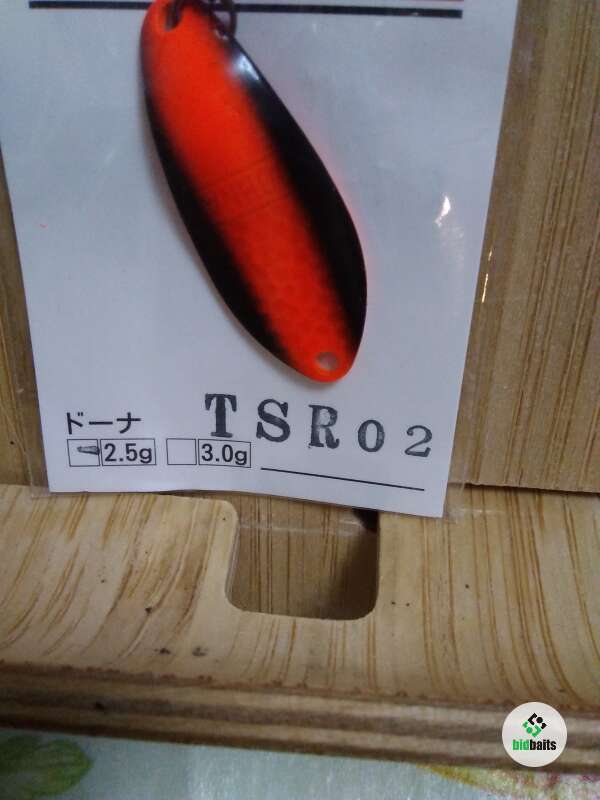 ドーナ TSR02
2.5g 3.0g
bidbaits